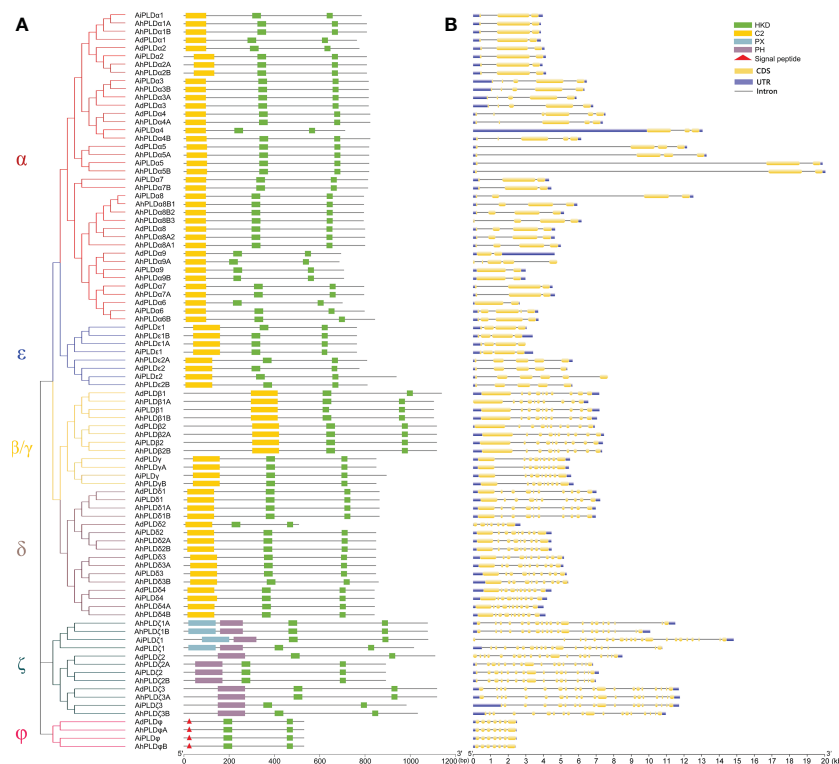 A
B
AiPLDα1
AhPLDα1A
AhPLDα1B
AdPLDα1
AdPLDα2
AiPLDα2
AhPLDα2A
AhPLDα2B
AiPLDα3
AhPLDα3B
AhPLDα3A
AdPLDα3
AdPLDα4
AhPLDα4A
AiPLDα4
AhPLDα4B
AdPLDα5
AhPLDα5A
AiPLDα5
AhPLDα5B
AiPLDα7
AhPLDα7B
AiPLDα8
AhPLDα8B1
AhPLDα8B2
AhPLDα8B3
AdPLDα8
AhPLDα8A2
AhPLDα8A1
AdPLDα9
AhPLDα9A
AiPLDα9
AhPLDα9B
AdPLDα7
AhPLDα7A
AdPLDα6
AiPLDα6
AhPLDα6B
AdPLDε1
AhPLDε1B
AhPLDε1A
AiPLDε1
AhPLDε2A
AdPLDε2
AiPLDε2
AhPLDε2B
AdPLDβ1
AhPLDβ1A
AiPLDβ1
AhPLDβ1B
AdPLDβ2
AhPLDβ2A
AiPLDβ2
AhPLDβ2B
AdPLDγ
AhPLDγA
AiPLDγ
AhPLDγB
AdPLDδ1
AiPLDδ1
AhPLDδ1A
AhPLDδ1B
AdPLDδ2
AiPLDδ2
AhPLDδ2A
AhPLDδ2B
AdPLDδ3
AhPLDδ3A
AiPLDδ3
AhPLDδ3B
AdPLDδ4
AiPLDδ4
AhPLDδ4A
AhPLDδ4B
AhPLDζ1A
AhPLDζ1B
AiPLDζ1
AdPLDζ1
AdPLDζ2
AhPLDζ2A
AiPLDζ2
AhPLDζ2B
AdPLDζ3
AhPLDζ3A
AiPLDζ3
AhPLDζ3B
AdPLDφ
AhPLDφA
AiPLDφ
AhPLDφB
α
ε
β/γ
δ
ζ
φ
HKD
C2
PX
PH
Signal peptide
CDS
UTR
Intron
5' 3'
0 200 400 600 800 1000 1200 (aa)
5' 3'
0 1 2 3 4 5 6 7 8 9 10 11 12 13 14 15 16 17 18 19 20